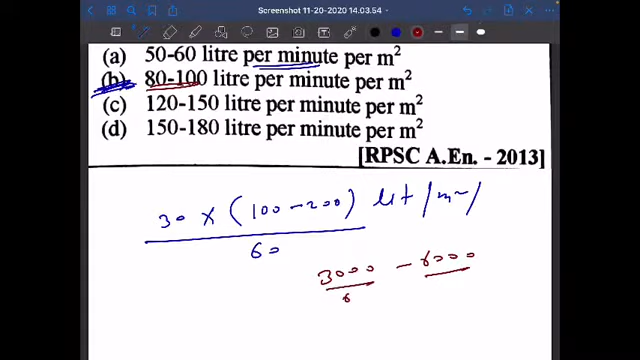 Screenshot 11-20-2020 14.03.54
(a) 50-60 litre per minute per m²
(b) 80-100 litre per minute per m²
(c) 120-150 litre per minute per m²
(d) 150-180 litre per minute per m²
[RPSC A.En. - 2013]
30 × (100-200) lit /m²/
60
3000 - 6000
6